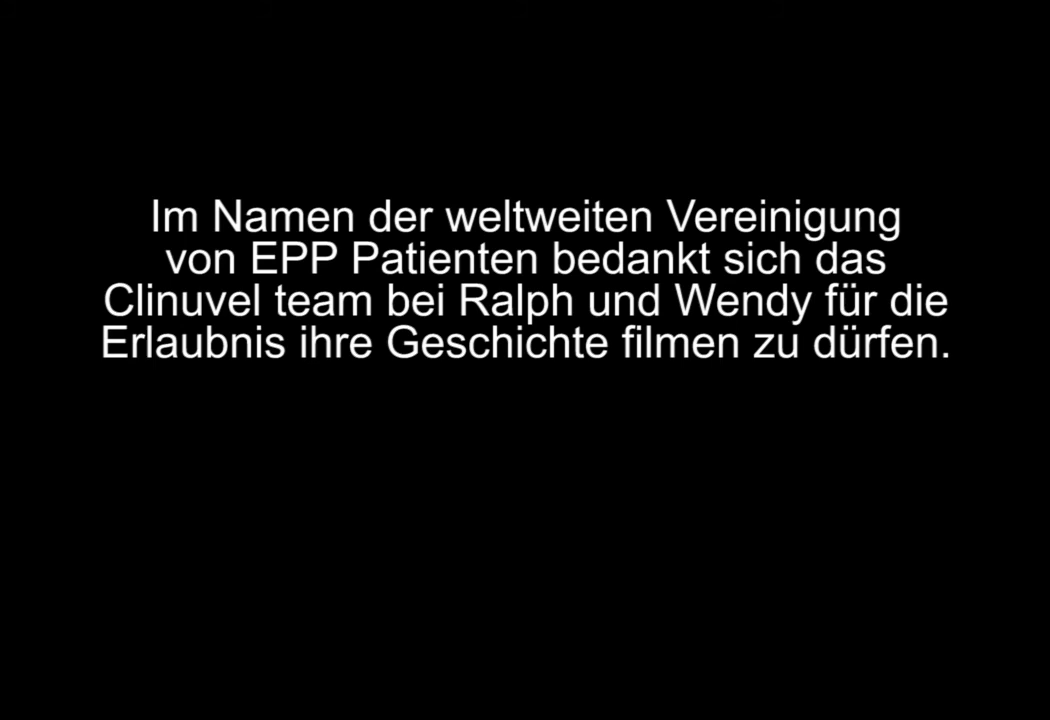 Im Namen der weltweiten Vereinigung
von EPP Patienten bedankt sich das
Clinuvel team bei Ralph und Wendy für die
Erlaubnis ihre Geschichte filmen zu dürfen.